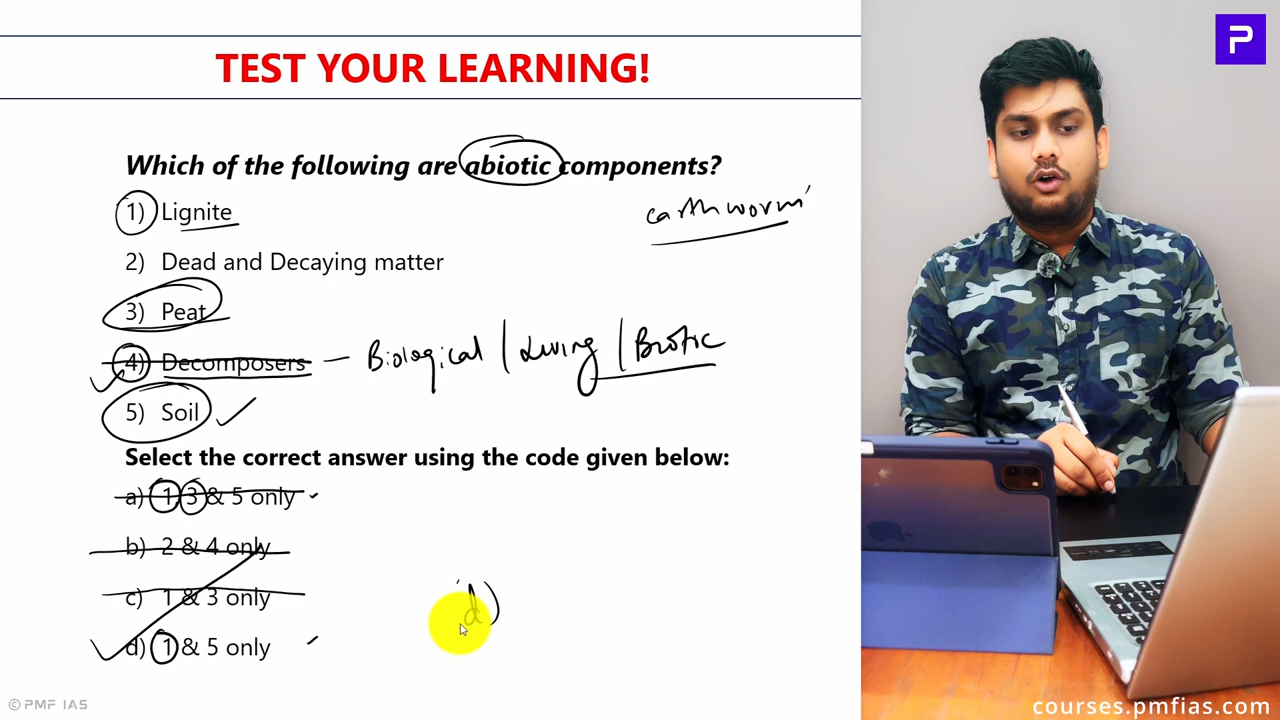 P
TEST YOUR LEARNING!
Which of the following are abiotic components?
1) Lignite
earthworm
2) Dead and Decaying matter
3) Peat
4) Decomposers — Biological | Living | Biotic
5) Soil
Select the correct answer using the code given below:
a) 1, 3 & 5 only
b) 2 & 4 only
c) 1 & 3 only
d)
d) 1 & 5 only
© PMF IAS
courses.pmfias.com